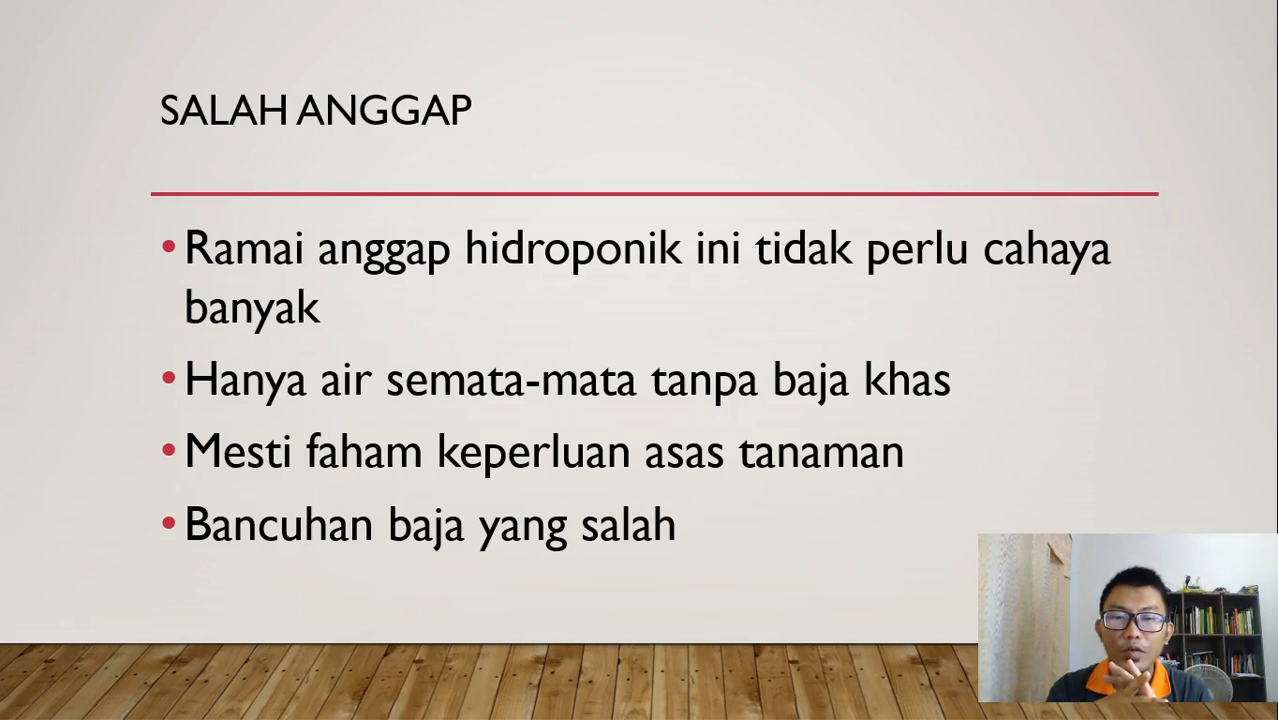 SALAH ANGGAP
• Ramai anggap hidroponik ini tidak perlu cahaya
banyak
• Hanya air semata-mata tanpa baja khas
• Mesti faham keperluan asas tanaman
• Bancuhan baja yang salah